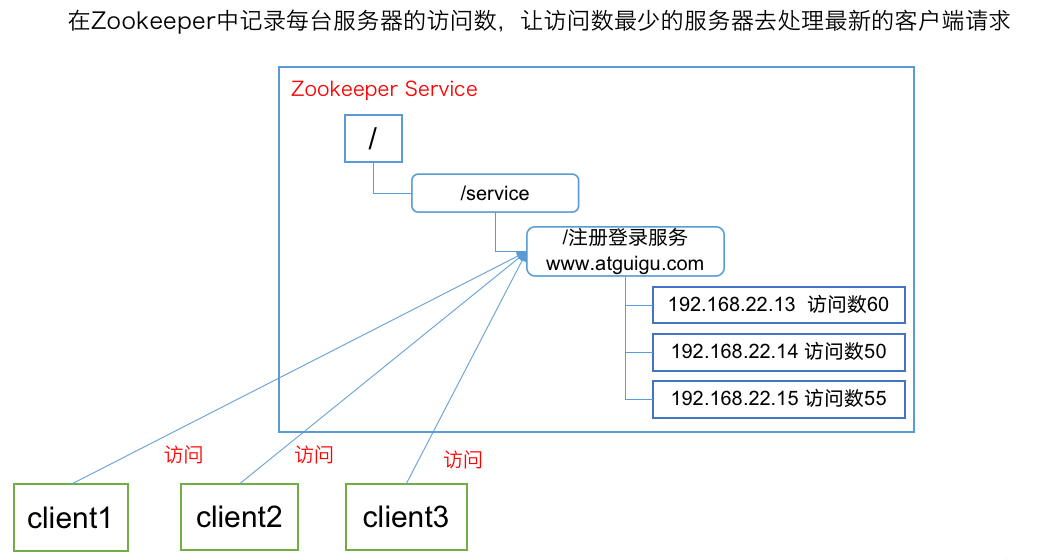 在Zookeeper中记录每台服务器的访问数，让访问数最少的服务器去处理最新的客户端请求
Zookeeper Service
/
/service
/注册登录服务
www.atguigu.com
192.168.22.13 访问数60
192.168.22.14 访问数50
192.168.22.15 访问数55
访问
访问
访问
client1
client2
client3